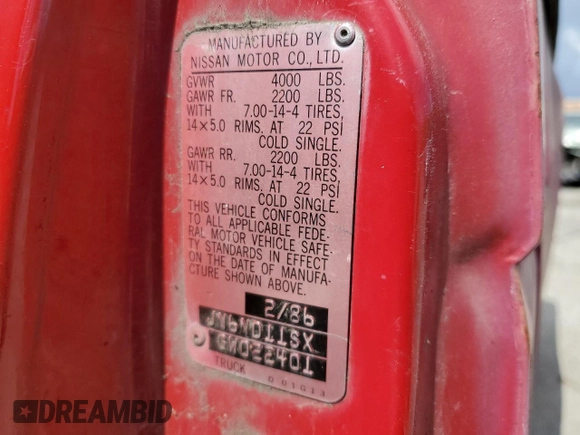 MANUFACTURED BY
NISSAN MOTOR CO., LTD.
GVWR 4000 LBS.
GAWR FR. 2200 LBS.
WITH 7.00-14-4 TIRES,
14×5.0 RIMS, AT 22 PSI
COLD SINGLE.
GAWR RR. 2200 LBS.
WITH 7.00-14-4 TIRES,
14×5.0 RIMS, AT 22 PSI
COLD SINGLE.
THIS VEHICLE CONFORMS
TO ALL APPLICABLE FEDE-
RAL MOTOR VEHICLE SAFE-
TY STANDARDS IN EFFECT
ON THE DATE OF MANUFA-
CTURE SHOWN ABOVE.
2/86
JN6ND11SX
GW022401
TRUCK
DREAMBID